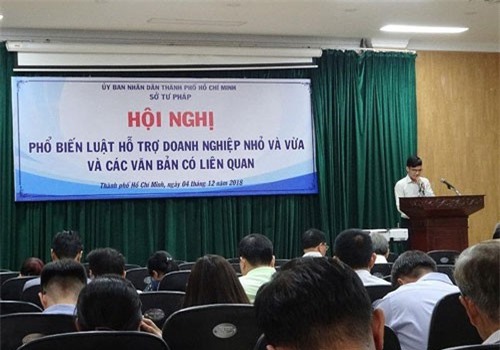 ỦY BAN NHÂN DÂN THÀNH PHỐ HỒ CHÍ MINH
SỞ TƯ PHÁP
HỘI NGHỊ
PHỔ BIẾN LUẬT HỖ TRỢ DOANH NGHIỆP NHỎ VÀ VỪA
VÀ CÁC VĂN BẢN CÓ LIÊN QUAN
Thành phố Hồ Chí Minh, ngày 04 tháng 12 năm 2018